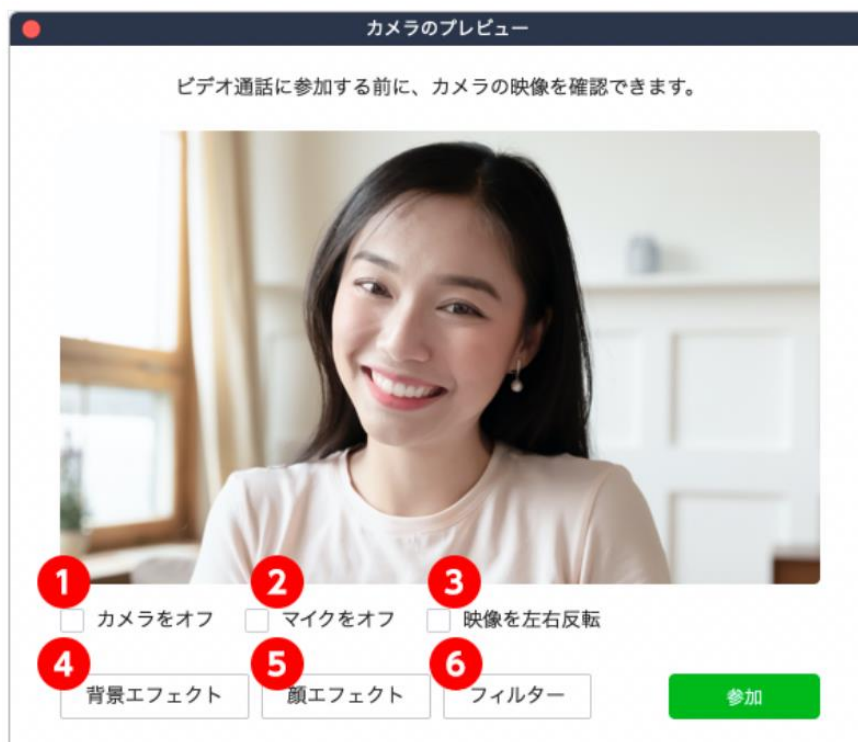 カメラのプレビュー
ビデオ通話に参加する前に、カメラの映像を確認できます。
1 2 3
カメラをオフ マイクをオフ 映像を左右反転
4 5 6
背景エフェクト 顔エフェクト フィルター 参加